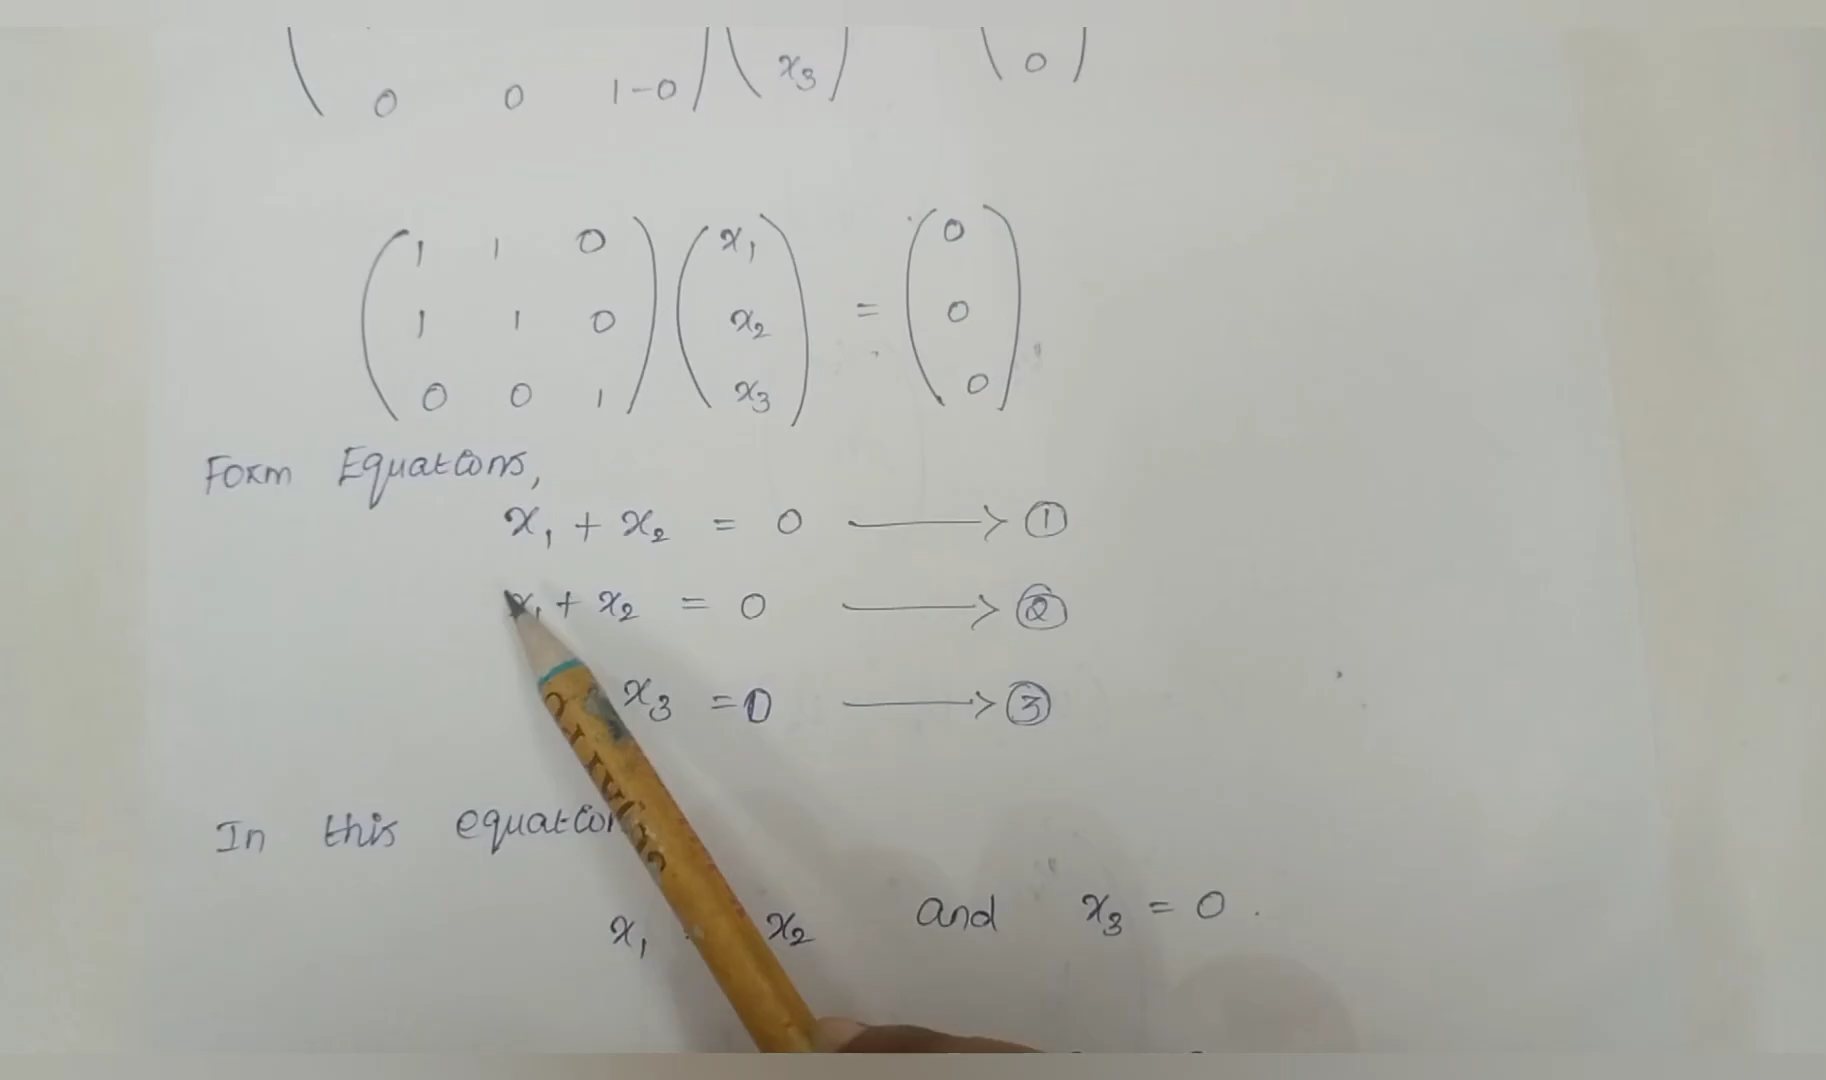 0 0 1-0 x₃ 0
1 1 0 x₁ 0
1 1 0 x₂ = 0
0 0 1 x₃ 0
Form Equations,
x₁ + x₂ = 0 ⟶ ①
x₁ + x₂ = 0 ⟶ ②
x₃ = 0 ⟶ ③
In this equation
x₁ x₂ and x₃ = 0 .